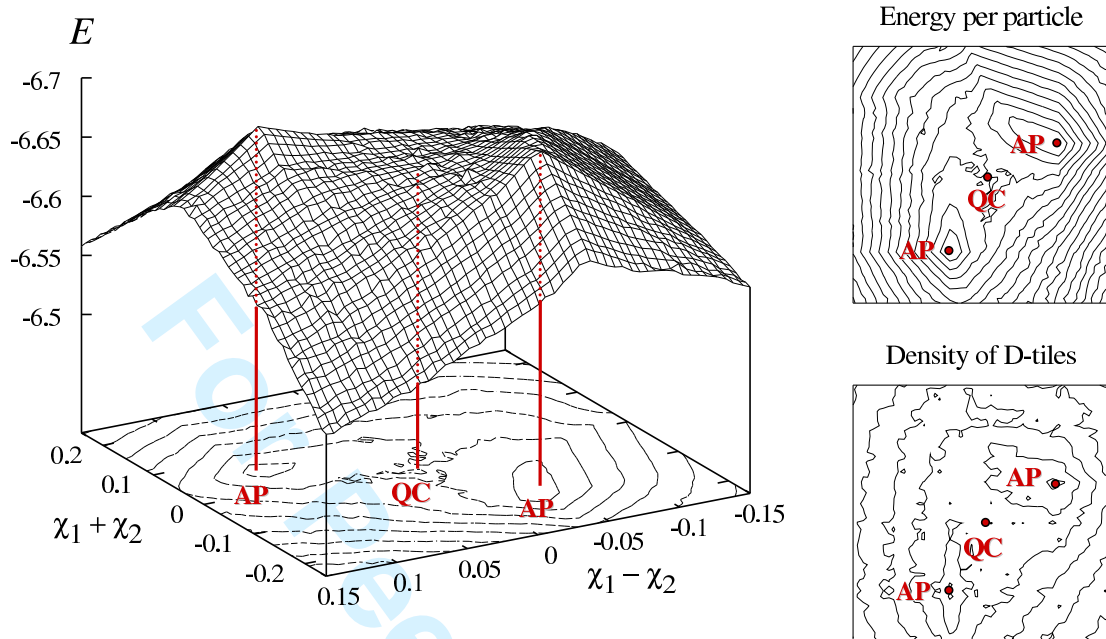 E
-6.7
-6.65
-6.6
-6.55
-6.5
0.2
0.1
0
-0.1
-0.2
χ₁ + χ₂
0.15
0.1
0.05
0
-0.05
-0.1
-0.15
χ₁ − χ₂
AP
QC
AP
For Pee
Energy per particle
AP
QC
AP
Density of D-tiles
AP
QC
AP